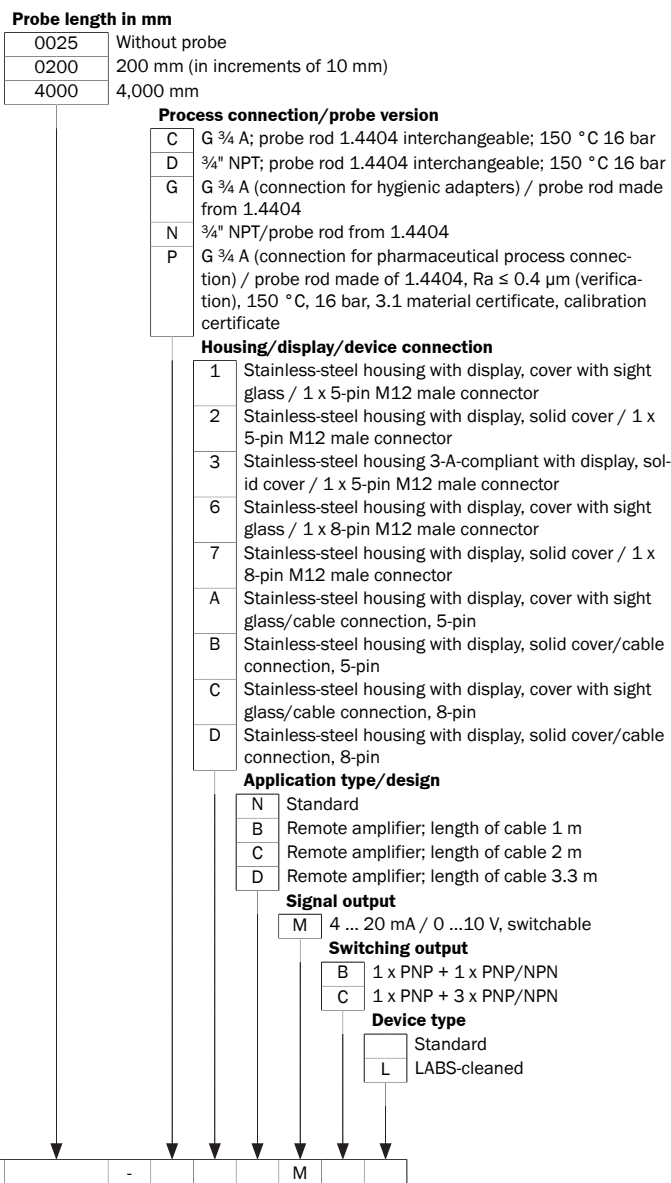 Probe length in mm
0025 Without probe
0200 200 mm (in increments of 10 mm)
4000 4,000 mm
Process connection/probe version
C G ¾ A; probe rod 1.4404 interchangeable; 150 °C 16 bar
D ¾" NPT; probe rod 1.4404 interchangeable; 150 °C 16 bar
G G ¾ A (connection for hygienic adapters) / probe rod made
from 1.4404
N ¾" NPT/probe rod from 1.4404
P G ¾ A (connection for pharmaceutical process connec-
tion) / probe rod made of 1.4404, Ra ≤ 0.4 µm (verifica-
tion), 150 °C, 16 bar, 3.1 material certificate, calibration
certificate
Housing/display/device connection
1 Stainless-steel housing with display, cover with sight
glass / 1 x 5-pin M12 male connector
2 Stainless-steel housing with display, solid cover / 1 x
5-pin M12 male connector
3 Stainless-steel housing 3-A-compliant with display, sol-
id cover / 1 x 5-pin M12 male connector
6 Stainless-steel housing with display, cover with sight
glass / 1 x 8-pin M12 male connector
7 Stainless-steel housing with display, solid cover / 1 x
8-pin M12 male connector
A Stainless-steel housing with display, cover with sight
glass/cable connection, 5-pin
B Stainless-steel housing with display, solid cover/cable
connection, 5-pin
C Stainless-steel housing with display, cover with sight
glass/cable connection, 8-pin
D Stainless-steel housing with display, solid cover/cable
connection, 8-pin
Application type/design
N Standard
B Remote amplifier; length of cable 1 m
C Remote amplifier; length of cable 2 m
D Remote amplifier; length of cable 3.3 m
Signal output
M 4 ... 20 mA / 0 ...10 V, switchable
Switching output
B 1 x PNP + 1 x PNP/NPN
C 1 x PNP + 3 x PNP/NPN
Device type
Standard
L LABS-cleaned
- M